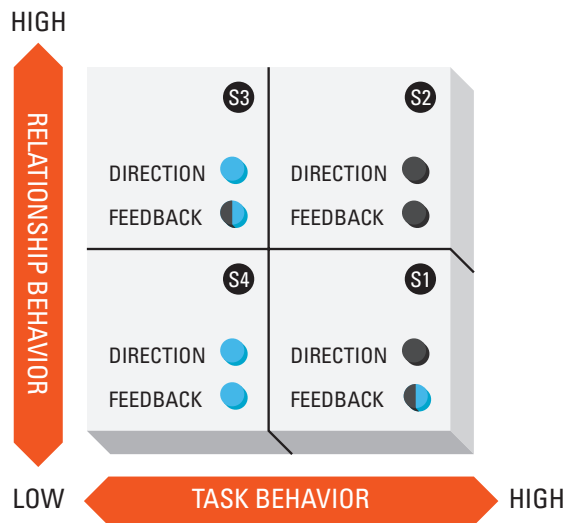 HIGH
RELATIONSHIP BEHAVIOR
S3
DIRECTION
FEEDBACK
S2
DIRECTION
FEEDBACK
S4
DIRECTION
FEEDBACK
S1
DIRECTION
FEEDBACK
LOW
TASK BEHAVIOR
HIGH